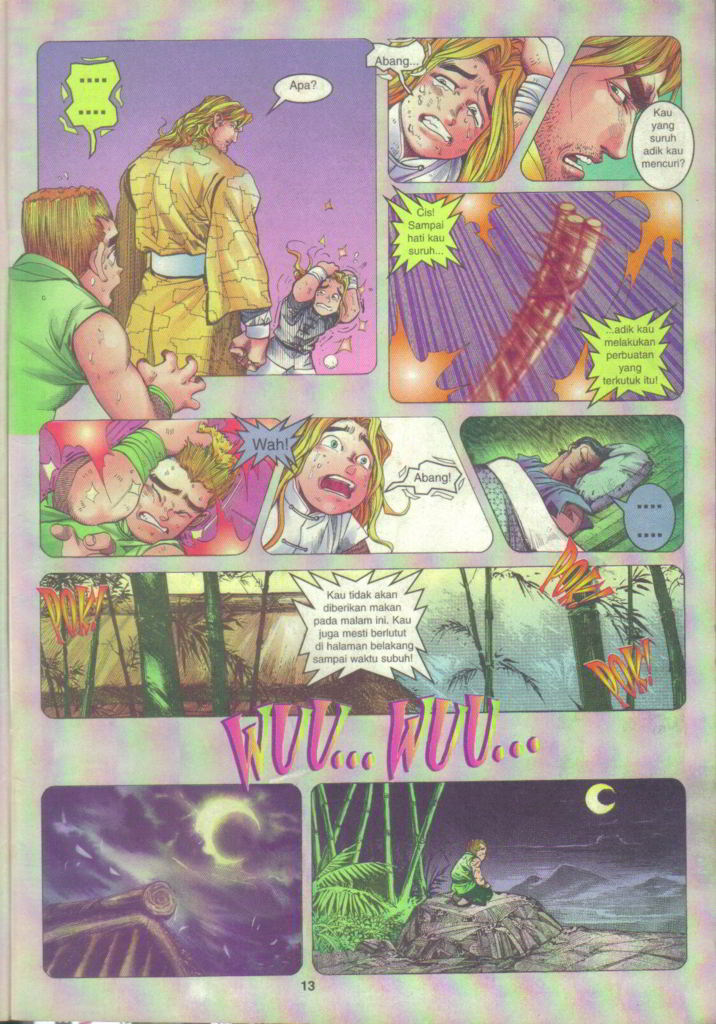 ....
....
Apa?
Abang...
Kau
yang
suruh
adik kau
mencuri?
Cis!
Sampai
hati kau
suruh...
...adik kau
melakukan
perbuatan
yang
terkutuk itu!
Wah!
Abang!
....
....
POK!
Kau tidak akan
diberikan makan
pada malam ini. Kau
juga mesti berlutut
di halaman belakang
sampai waktu subuh!
POK!
POK!
WUU... WUU...
13